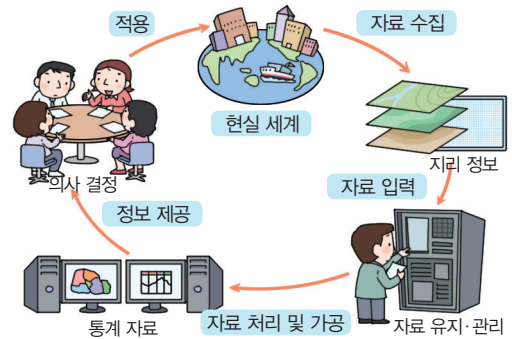 적용
자료 수집
현실 세계
지리 정보
의사 결정
자료 입력
정보 제공
통계 자료
자료 처리 및 가공
자료 유지·관리